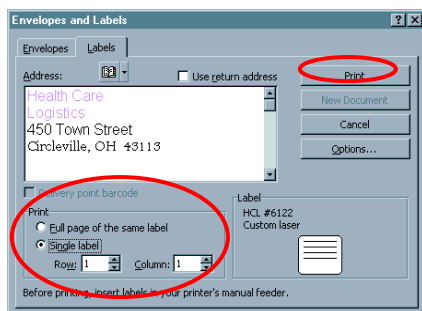 Envelopes and Labels
Envelopes Labels
Address:
Use return address
Print
Health Care
Logistics
450 Town Street
Circleville, OH 43113
New Document
Cancel
Options...
Delivery point barcode
Print
Full page of the same label
Single label
Row: 1 Column: 1
Label
HCL #6122
Custom laser
Before printing, insert labels in your printer's manual feeder.